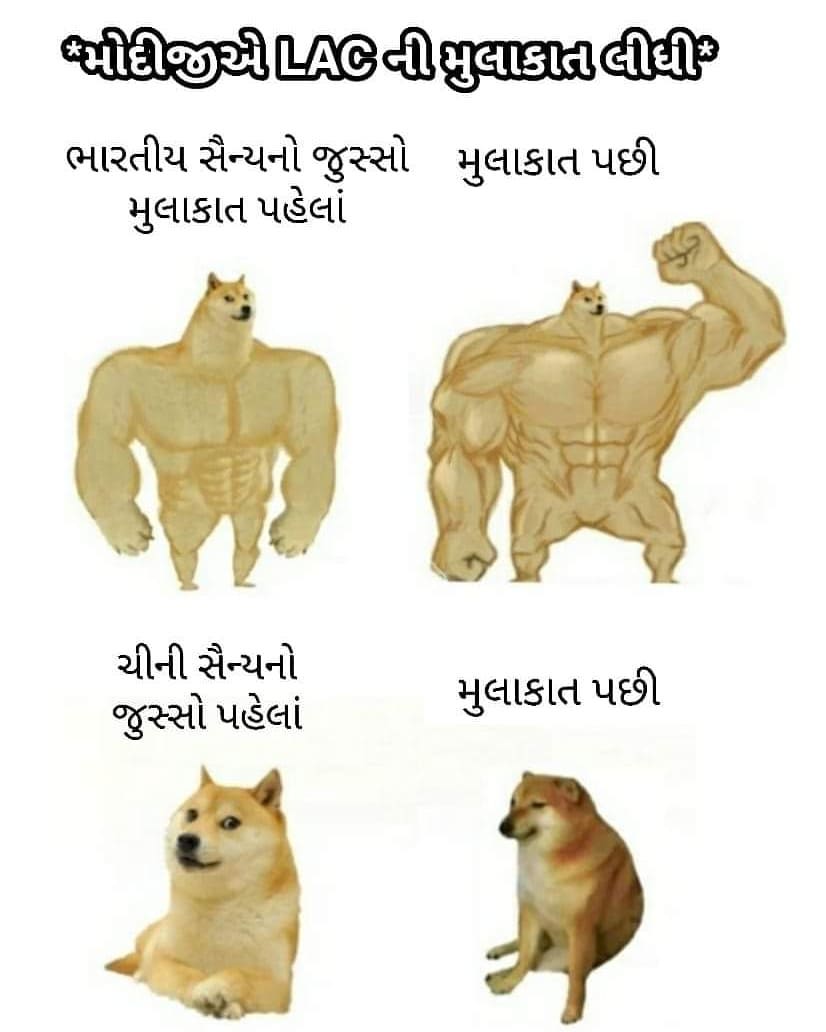 *મોદીજીએ LAC ની મુલાકાત લીધી*
ભારતીય સૈન્યનો જુસ્સો
મુલાકાત પહેલાં
મુલાકાત પછી
ચીની સૈન્યનો
જુસ્સો પહેલાં
મુલાકાત પછી